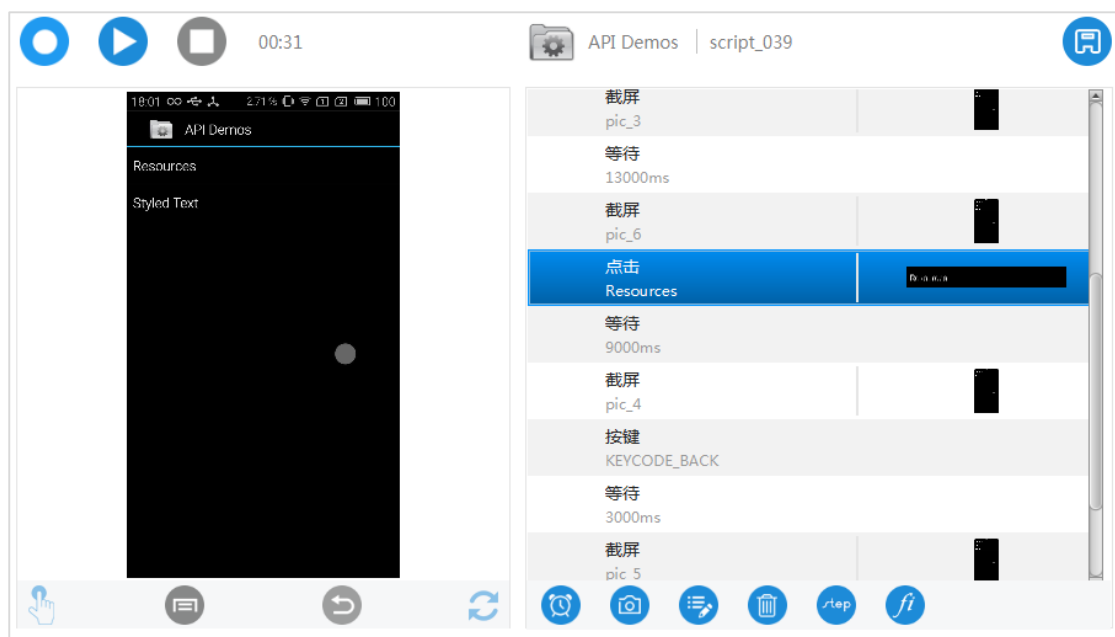 00:31
API Demos
script_039
18:01
2.71% 
100
API Demos
Resources
Styled Text
截屏
pic_3
等待
13000ms
截屏
pic_6
点击
Resources
等待
9000ms
截屏
pic_4
按键
KEYCODE_BACK
等待
3000ms
截屏
pic_5
step
fi